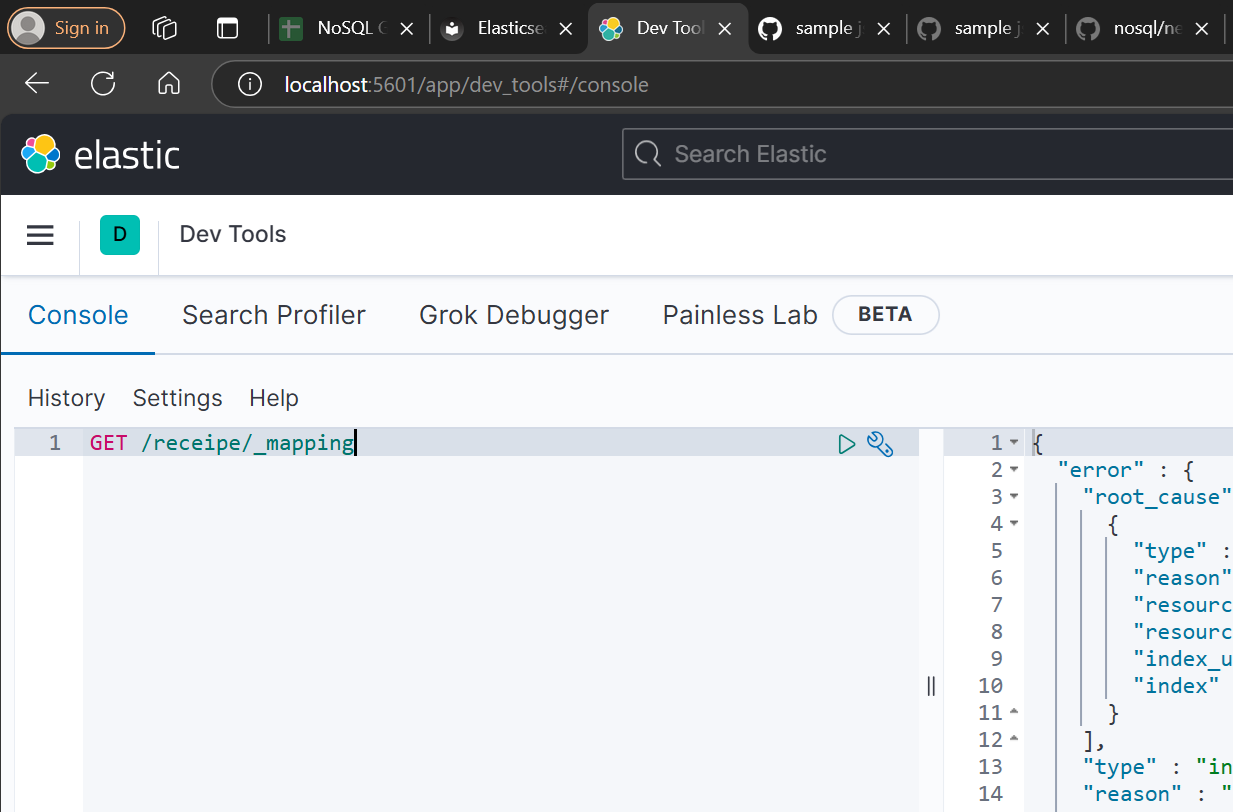 Sign in
NoSQL G
Elasticse
Dev Tool
sample j
sample j
nosql/ne
localhost:5601/app/dev_tools#/console
elastic
Search Elastic
D
Dev Tools
Console
Search Profiler
Grok Debugger
Painless Lab
BETA
History
Settings
Help
1 GET /receipe/_mapping
1 {
2 "error" : {
3 "root_cause"
4 {
5 "type" :
6 "reason"
7 "resourc
8 "resourc
9 "index_u
10 "index"
11 }
12 ],
13 "type" : "in
14 "reason" : "